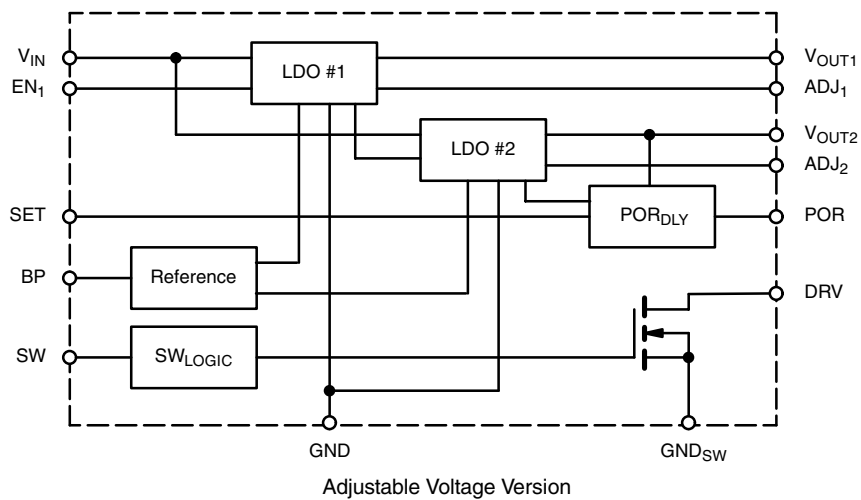 V_IN
LDO #1
V_OUT1
EN_1
ADJ_1
V_OUT2
LDO #2
ADJ_2
SET
POR_DLY
POR
BP
Reference
DRV
SW
SW_LOGIC
GND
GND_SW
Adjustable Voltage Version